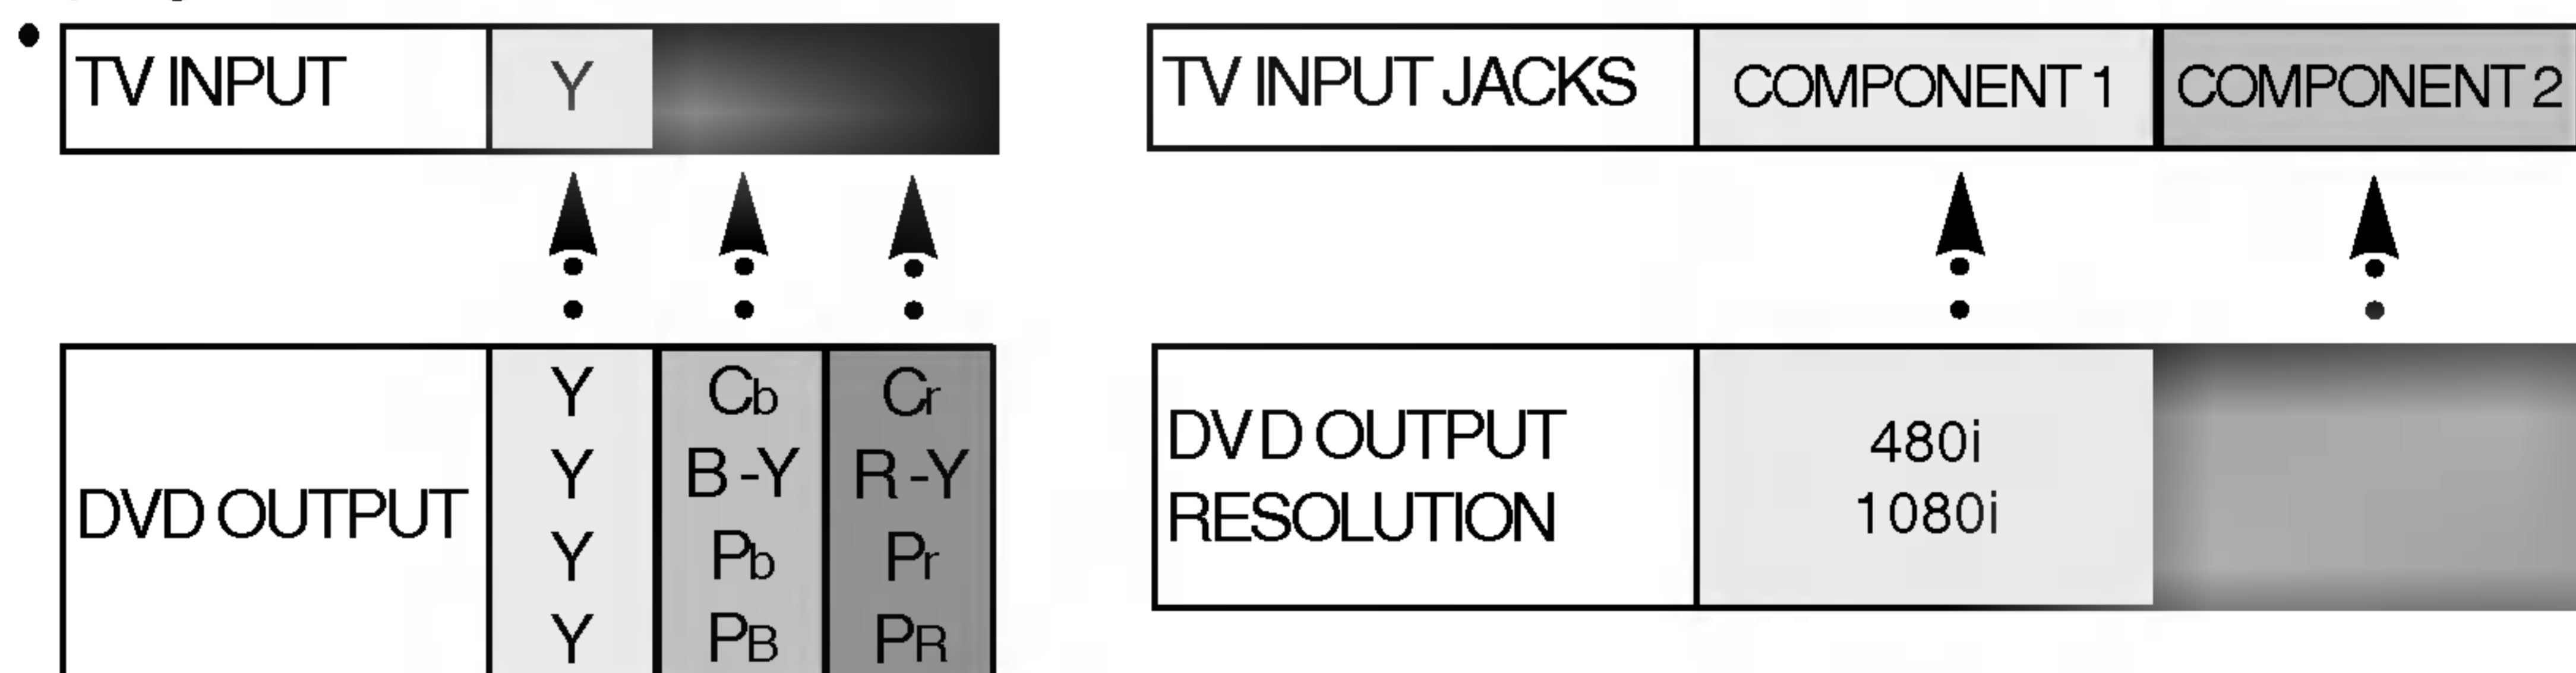 • TV INPUT Y
DVD OUTPUT
Y Cb Cr
Y B-Y R-Y
Y Pb Pr
Y PB PR
TV INPUT JACKS COMPONENT 1 COMPONENT 2
DVD OUTPUT
RESOLUTION
480i
1080i